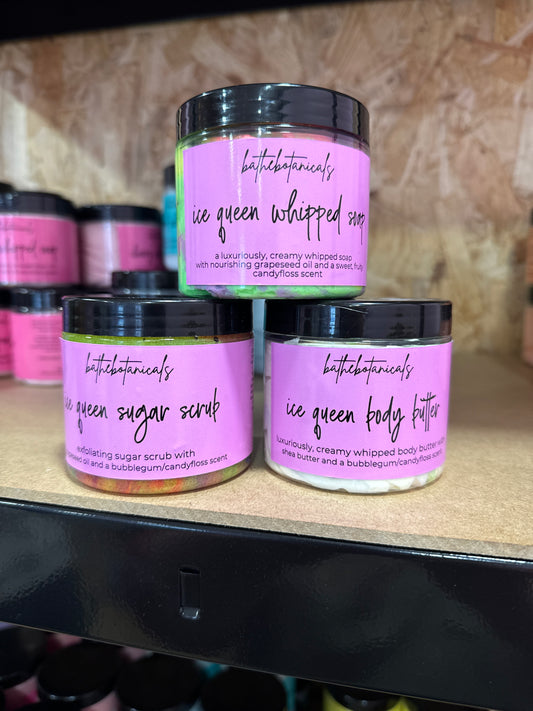 bathebotanicals
ice queen whipped soap
a luxuriously, creamy whipped soap
with nourishing grapeseed oil and a sweet, fruity
candyfloss scent
bathebotanicals
queen sugar scrub
exfoliating sugar scrub with
oil and a bubblegum/candyfloss scent
bathebotanicals
ice queen body butter
luxuriously, creamy whipped body butter with
shea butter and a bubblegum/candyfloss scent